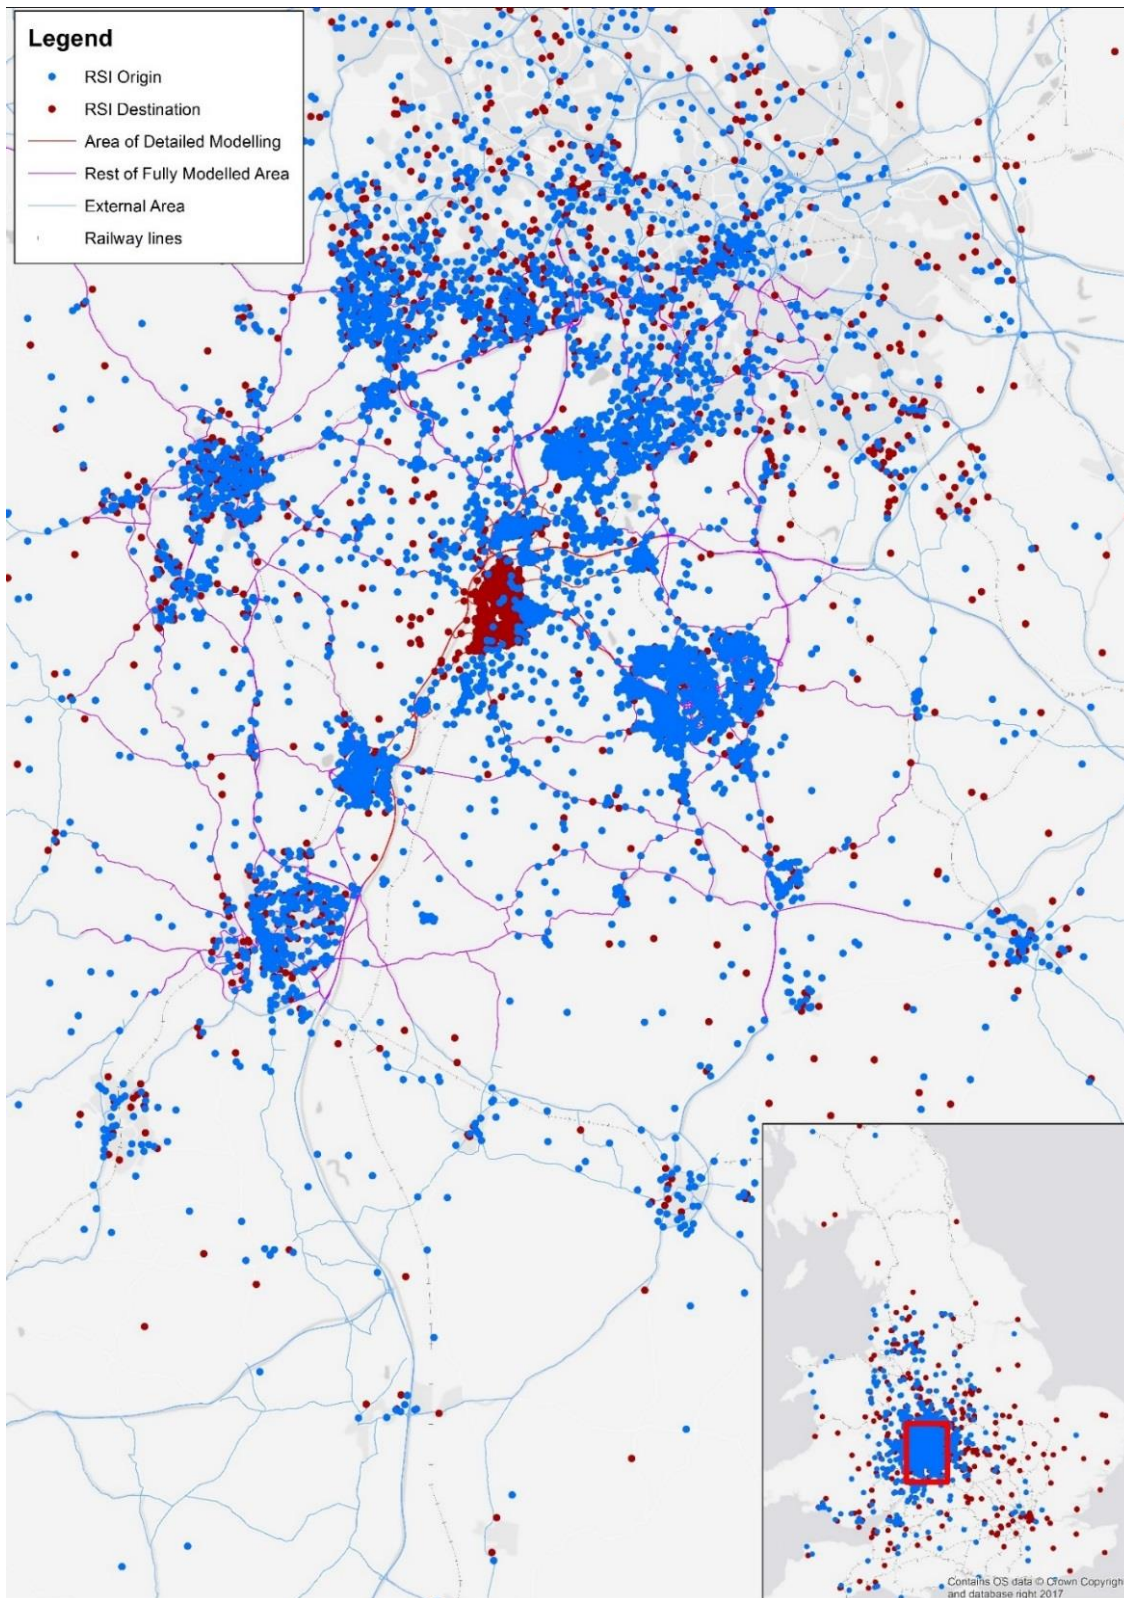 Legend
RSI Origin
RSI Destination
Area of Detailed Modelling
Rest of Fully Modelled Area
External Area
Railway lines
Contains OS data © Crown Copyrigh
and database right 2017